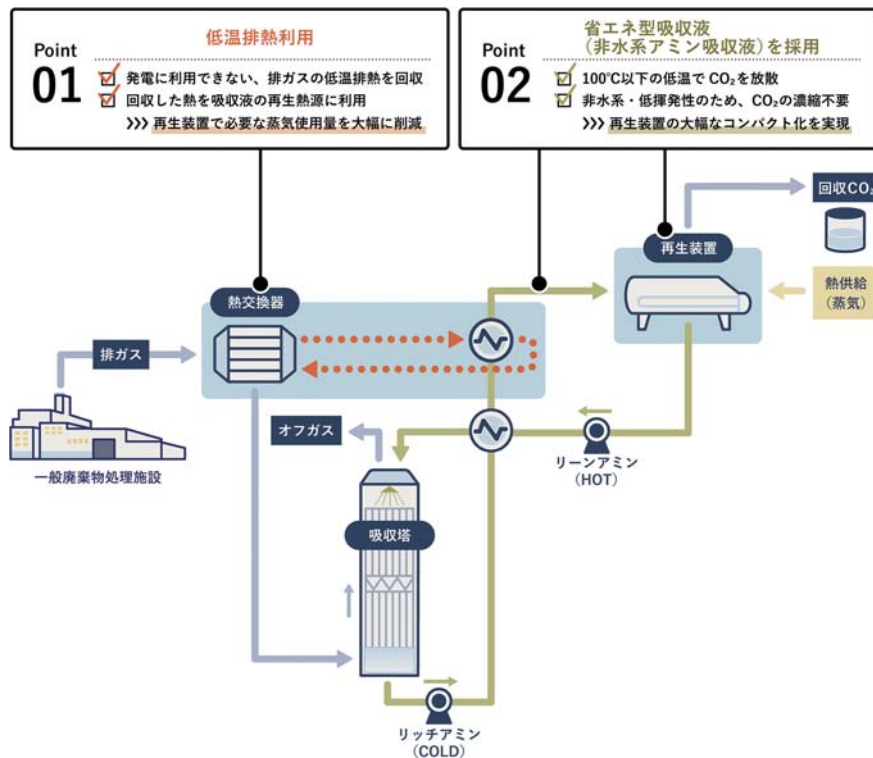 Point
01
低温排熱利用
発電に利用できない、排ガスの低温排熱を回収
回収した熱を吸収液の再生熱源に利用
>>> 再生装置で必要な蒸気使用量を大幅に削減
Point
02
省エネ型吸収液
(非水系アミン吸収液)を採用
100℃以下の低温でCO₂を放散
非水系・低揮発性のため、CO₂の濃縮不要
>>> 再生装置の大幅なコンパクト化を実現
回収CO₂
再生装置
熱供給
(蒸気)
熱交換器
排ガス
一般廃棄物処理施設
オフガス
リーンアミン
(HOT)
吸収塔
リッチアミン
(COLD)